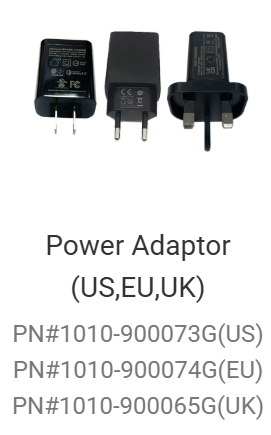 Power Adaptor
(US,EU,UK)
PN#1010-900073G(US)
PN#1010-900074G(EU)
PN#1010-900065G(UK)